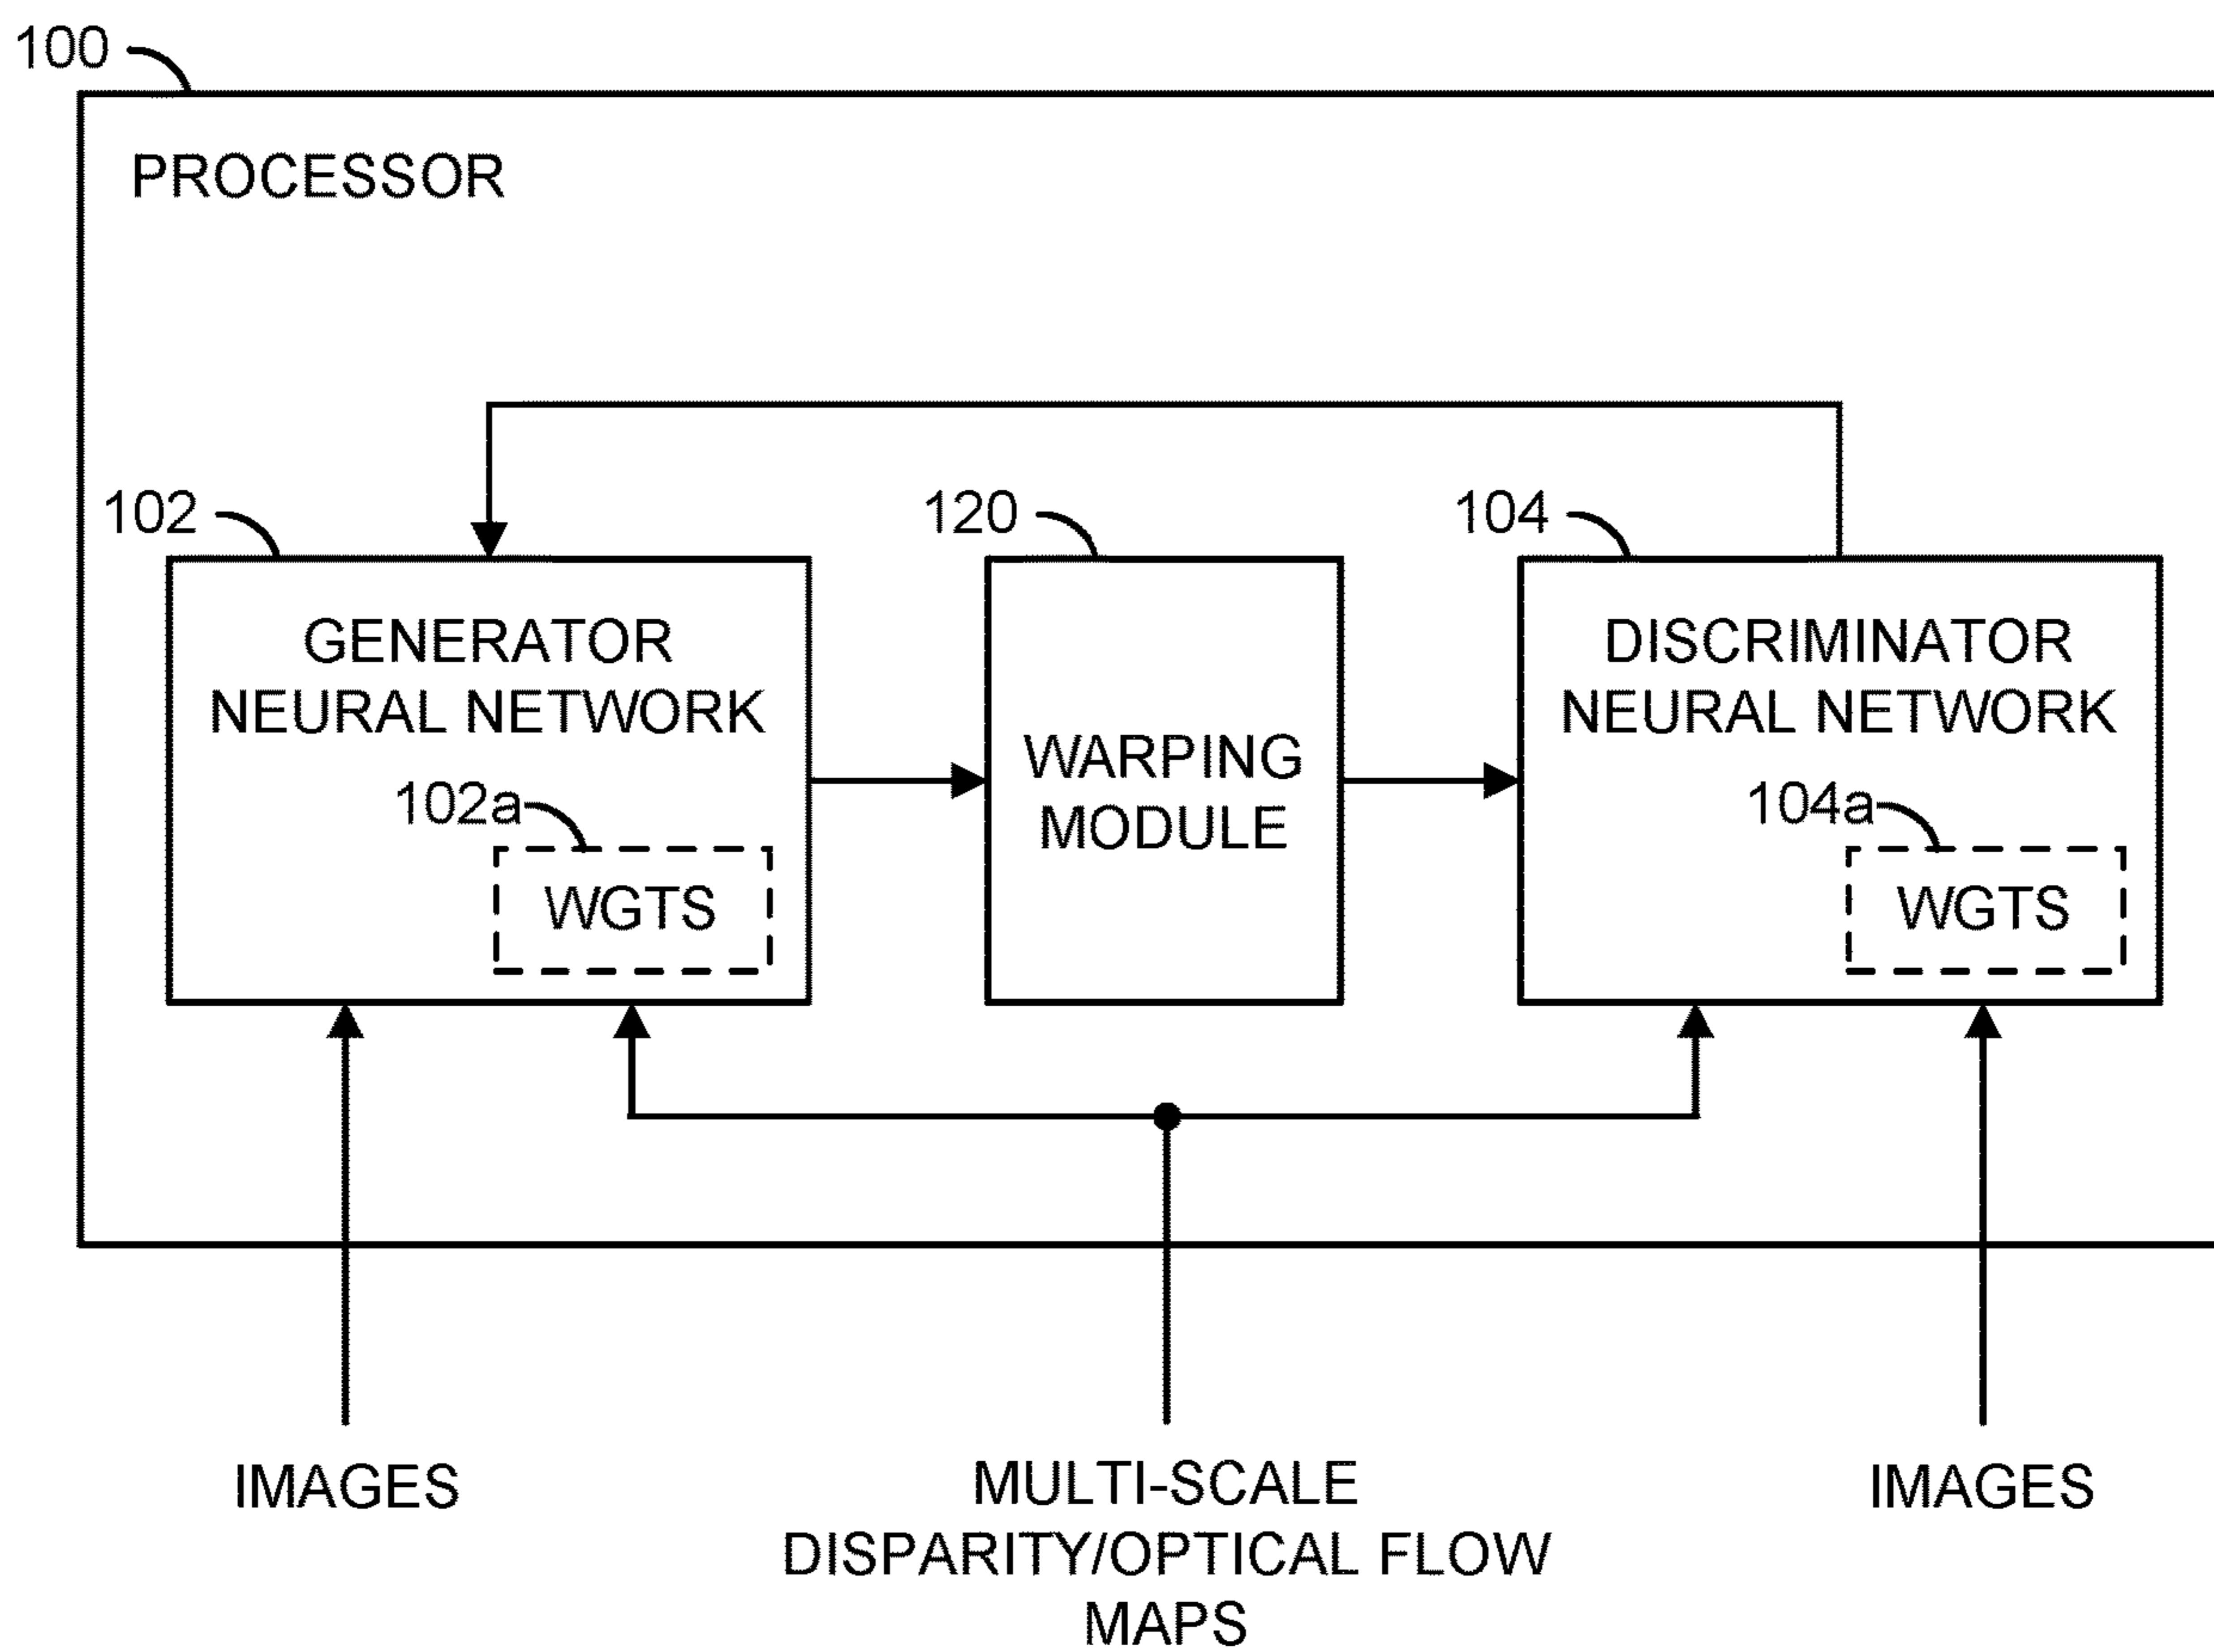 100
PROCESSOR
102
120
104
GENERATOR
NEURAL NETWORK
102a
WGTS
WARPING
MODULE
DISCRIMINATOR
NEURAL NETWORK
104a
WGTS
IMAGES
MULTI-SCALE
DISPARITY/OPTICAL FLOW
MAPS
IMAGES